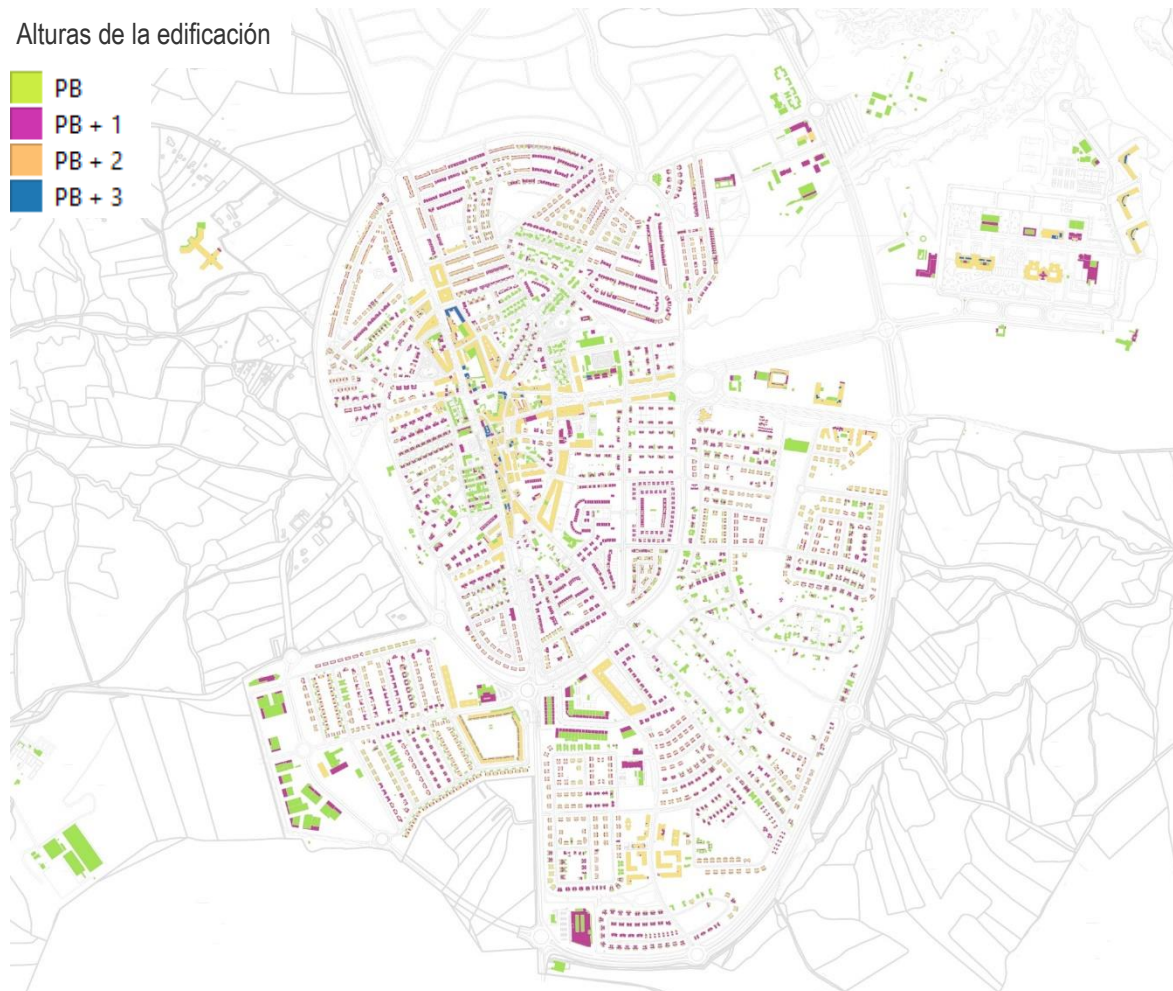 Alturas de la edificación
PB
PB + 1
PB + 2
PB + 3